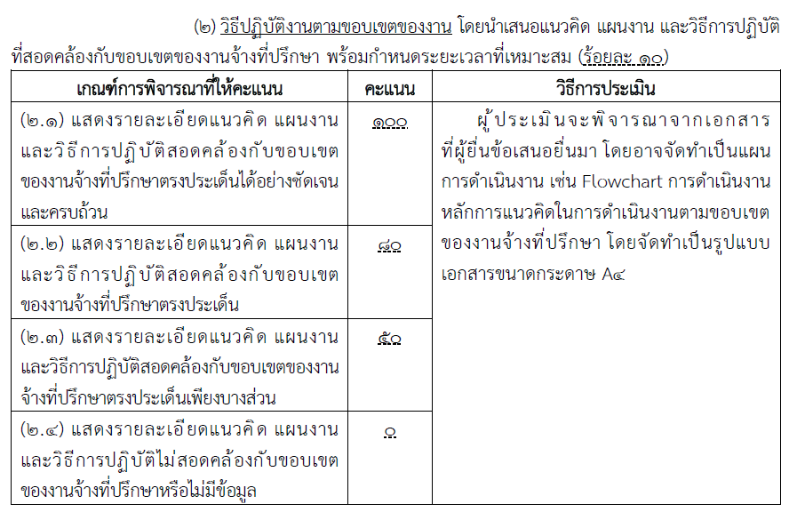 (๒) วิธีปฏิบัติงานตามขอบเขตของงาน โดยนำเสนอแนวคิด แผนงาน และวิธีการปฏิบัติ
ที่สอดคล้องกับขอบเขตของงานจ้างที่ปรึกษา พร้อมกำหนดระยะเวลาที่เหมาะสม (ร้อยละ ๑๐)
เกณฑ์การพิจารณาที่ให้คะแนน
คะแนน
วิธีการประเมิน
(๒.๑) แสดงรายละเอียดแนวคิด แผนงาน
และวิธีการปฏิบัติสอดคล้องกับขอบเขต
ของงานจ้างที่ปรึกษาตรงประเด็นได้อย่างชัดเจน
และครบถ้วน
๑๐๐
ผู้ประเมินจะพิจารณาจากเอกสาร
ที่ผู้ยื่นข้อเสนอยื่นมา โดยอาจจัดทำเป็นแผน
การดำเนินงาน เช่น Flowchart การดำเนินงาน
หลักการแนวคิดในการดำเนินงานตามขอบเขต
ของงานจ้างที่ปรึกษา โดยจัดทำเป็นรูปแบบ
เอกสารขนาดกระดาษ A๔
(๒.๒) แสดงรายละเอียดแนวคิด แผนงาน
และวิธีการปฏิบัติสอดคล้องกับขอบเขต
ของงานจ้างที่ปรึกษาตรงประเด็น
๘๐
(๒.๓) แสดงรายละเอียดแนวคิด แผนงาน
และวิธีการปฏิบัติสอดคล้องกับขอบเขตของงาน
จ้างที่ปรึกษาตรงประเด็นเพียงบางส่วน
๕๐
(๒.๔) แสดงรายละเอียดแนวคิด แผนงาน
และวิธีการปฏิบัติไม่สอดคล้องกับขอบเขต
ของงานจ้างที่ปรึกษาหรือไม่มีข้อมูล
๐